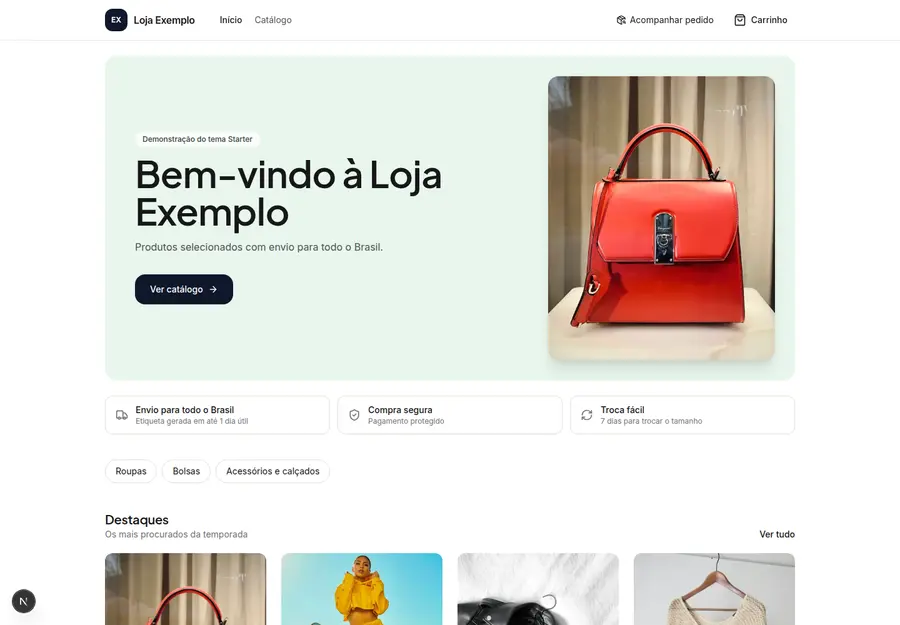 EX Loja Exemplo Início Catálogo Acompanhar pedido Carrinho
Demonstração do tema Starter
Bem-vindo à Loja
Exemplo
Produtos selecionados com envio para todo o Brasil.
Ver catálogo →
Envio para todo o Brasil
Etiqueta gerada em até 1 dia útil
Compra segura
Pagamento protegido
Troca fácil
7 dias para trocar o tamanho
Roupas Bolsas Acessórios e calçados
Destaques
Os mais procurados da temporada
Ver tudo
N